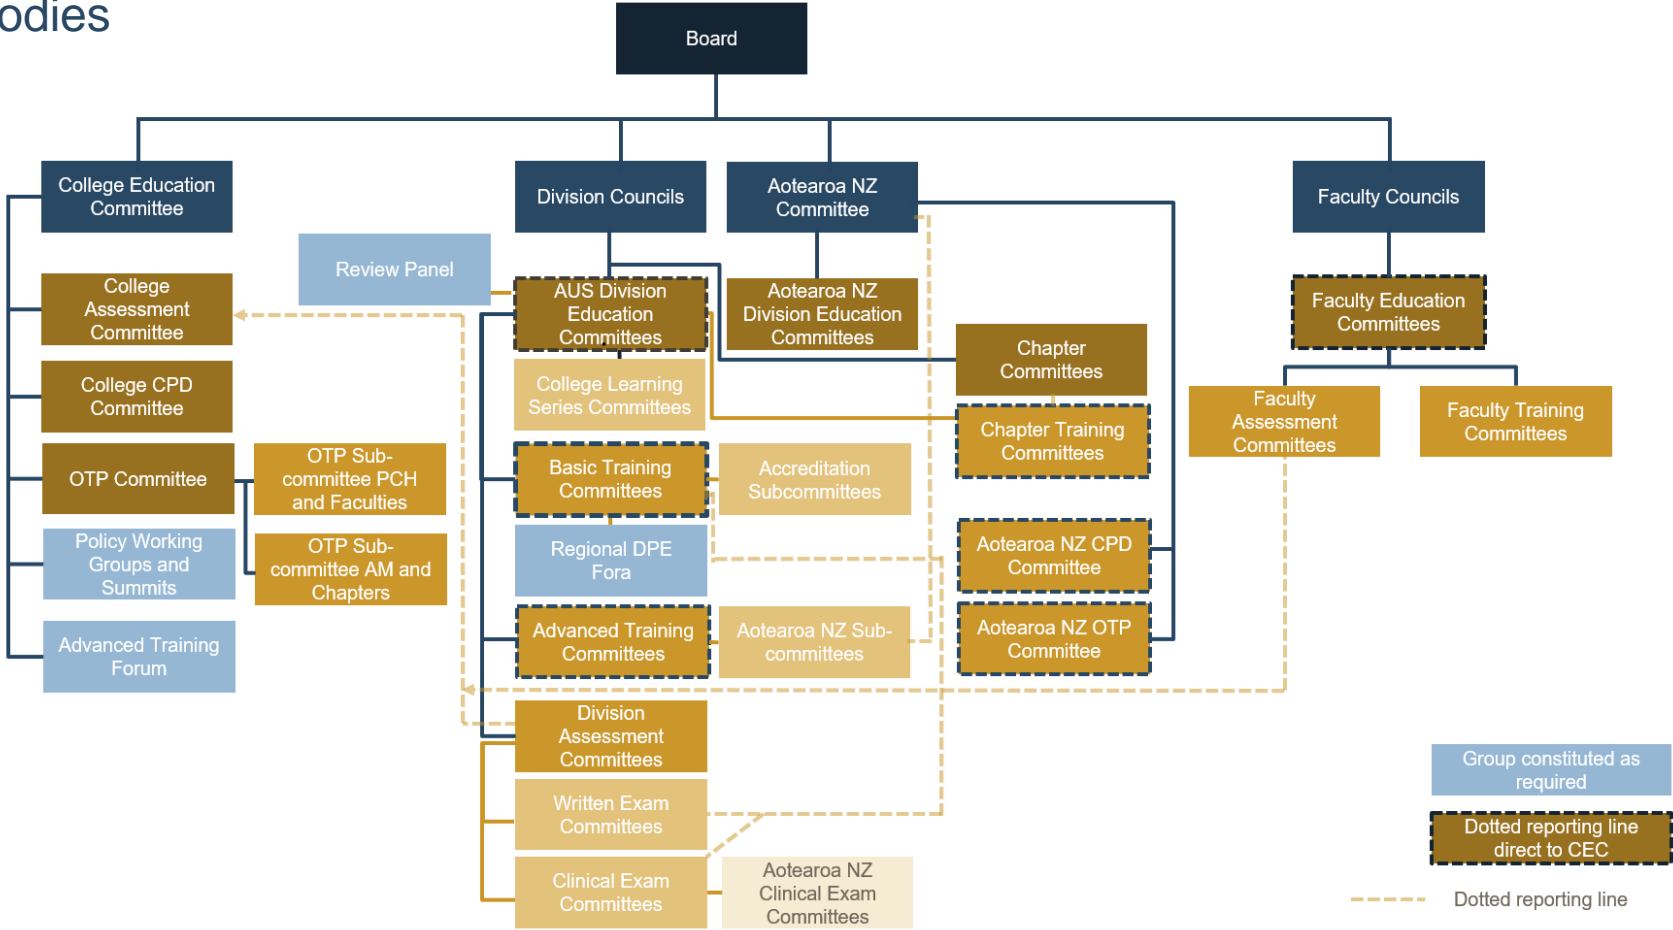 odies
Board
College Education
Committee
Division Councils
Aotearoa NZ
Committee
Faculty Councils
Review Panel
College
Assessment
Committee
AUS Division
Education
Committees
Aotearoa NZ
Division Education
Committees
Faculty Education
Committees
Chapter
Committees
College CPD
Committee
College Learning
Series Committees
Faculty
Assessment
Committees
Faculty Training
Committees
Chapter Training
Committees
OTP Committee
OTP Sub-
committee PCH
and Faculties
Basic Training
Committees
Accreditation
Subcommittees
Policy Working
Groups and
Summits
OTP Sub-
committee AM and
Chapters
Regional DPE
Fora
Aotearoa NZ CPD
Committee
Advanced Training
Forum
Advanced Training
Committees
Aotearoa NZ Sub-
committees
Aotearoa NZ OTP
Committee
Division
Assessment
Committees
Written Exam
Committees
Clinical Exam
Committees
Aotearoa NZ
Clinical Exam
Committees
Group constituted as
required
Dotted reporting line
direct to CEC
Dotted reporting line